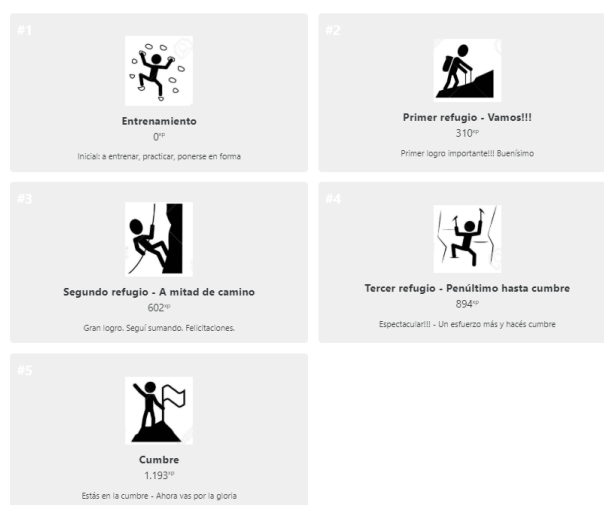 #1
Entrenamiento
0xp
Inicial: a entrenar, practicar, ponerse en forma
#2
Primer refugio - Vamos!!!
310xp
Primer logro importante!!! Buenísimo
#3
Segundo refugio - A mitad de camino
602xp
Gran logro. Seguí sumando. Felicitaciones.
#4
Tercer refugio - Penúltimo hasta cumbre
894xp
Espectacular!!! - Un esfuerzo más y hacés cumbre
#5
Cumbre
1.193xp
Estás en la cumbre - Ahora vas por la gloria